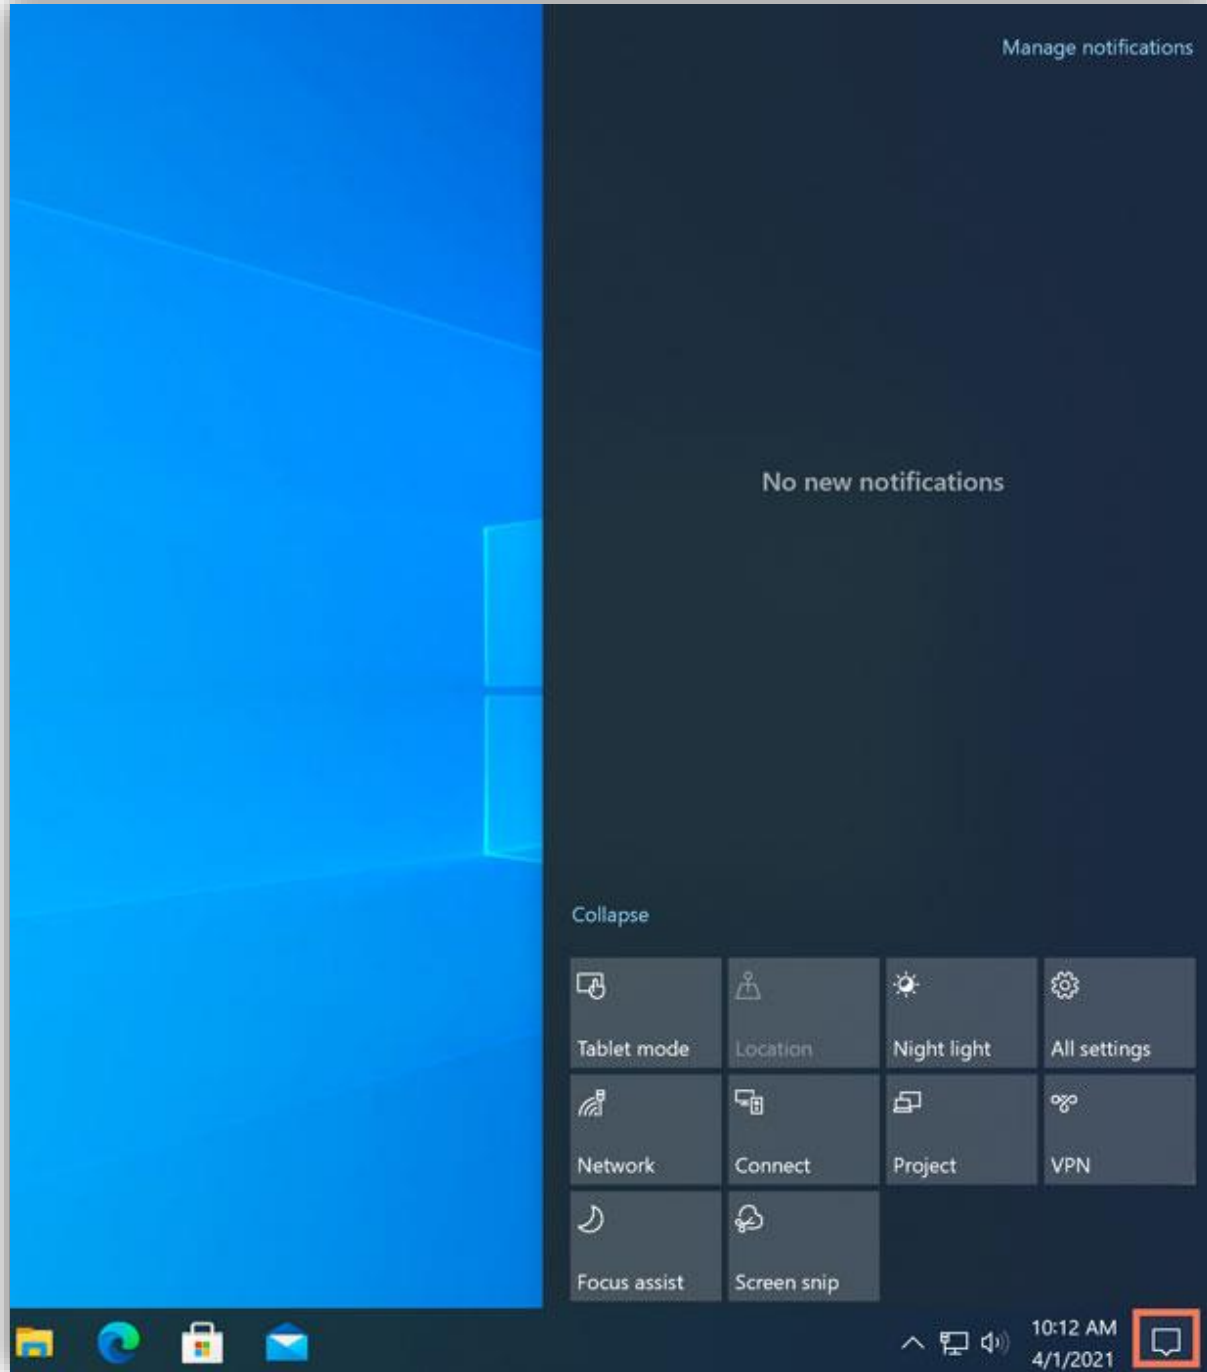 Manage notifications
No new notifications
Collapse
Tablet mode
Location
Night light
All settings
Network
Connect
Project
VPN
Focus assist
Screen snip
10:12 AM
4/1/2021